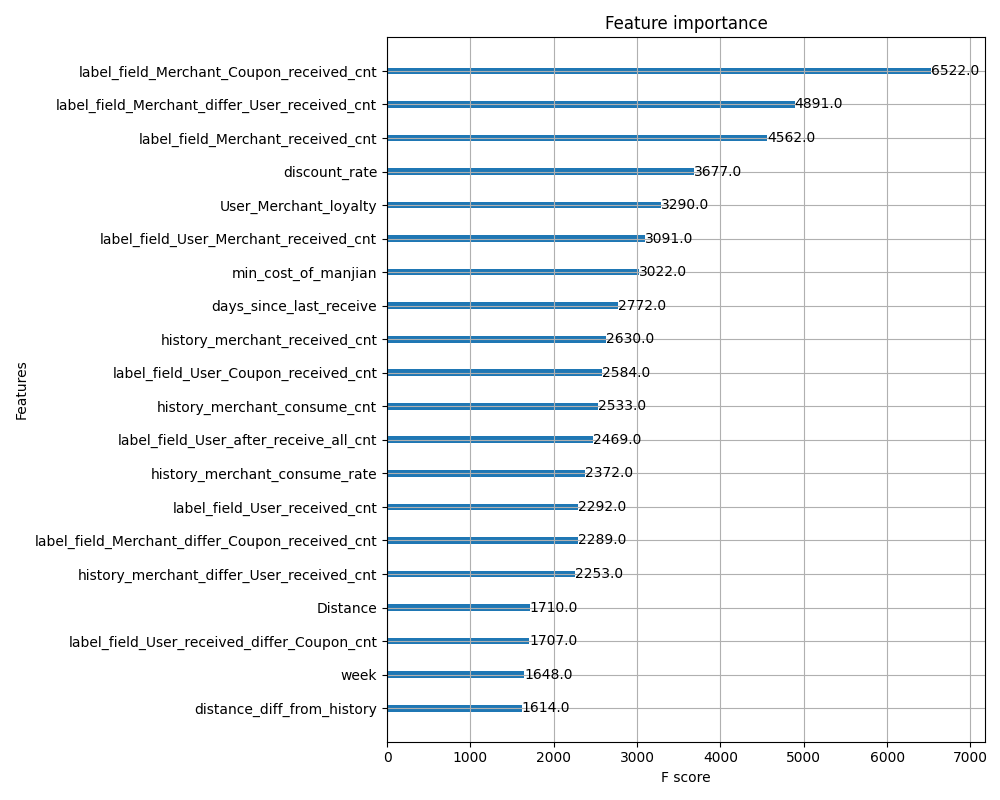 Feature importance
label_field_Merchant_Coupon_received_cnt 6522.0
label_field_Merchant_differ_User_received_cnt 4891.0
label_field_Merchant_received_cnt 4562.0
discount_rate 3677.0
User_Merchant_loyalty 3290.0
label_field_User_Merchant_received_cnt 3091.0
min_cost_of_manjian 3022.0
days_since_last_receive 2772.0
history_merchant_received_cnt 2630.0
label_field_User_Coupon_received_cnt 2584.0
history_merchant_consume_cnt 2533.0
label_field_User_after_receive_all_cnt 2469.0
history_merchant_consume_rate 2372.0
label_field_User_received_cnt 2292.0
label_field_Merchant_differ_Coupon_received_cnt 2289.0
history_merchant_differ_User_received_cnt 2253.0
Distance 1710.0
label_field_User_received_differ_Coupon_cnt 1707.0
week 1648.0
distance_diff_from_history 1614.0
Features
0 1000 2000 3000 4000 5000 6000 7000
F score